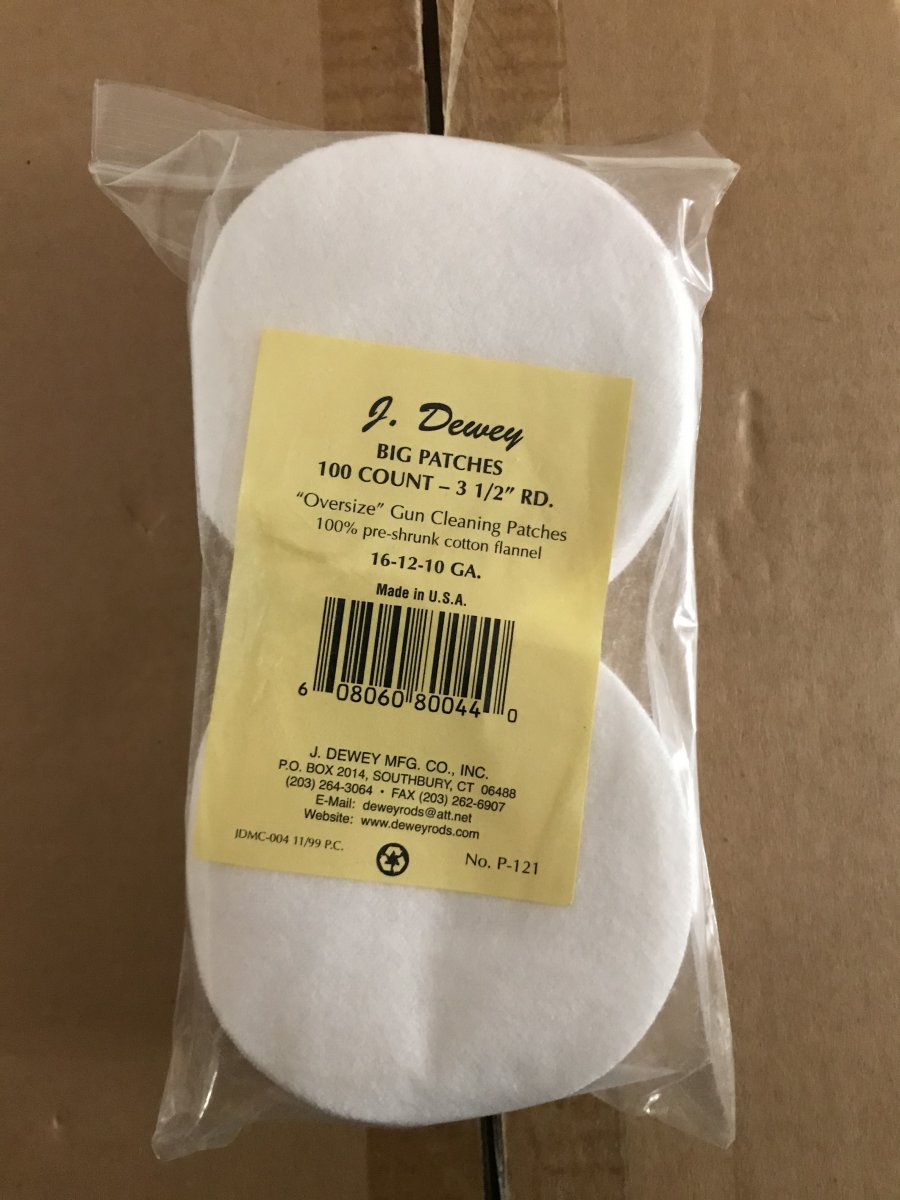 J. Dewey
BIG PATCHES
100 COUNT – 3 1/2” RD.
“Oversize” Gun Cleaning Patches
100% pre-shrunk cotton flannel
16-12-10 GA.
Made in U.S.A.
6 08060 80044 0
J. DEWEY MFG. CO., INC.
P.O. BOX 2014, SOUTHBURY, CT 06488
(203) 264-3064 • FAX (203) 262-6907
E-Mail: deweyrods@att.net
Website: www.deweyrods.com
JDMC-004 11/99 P.C.
No. P-121